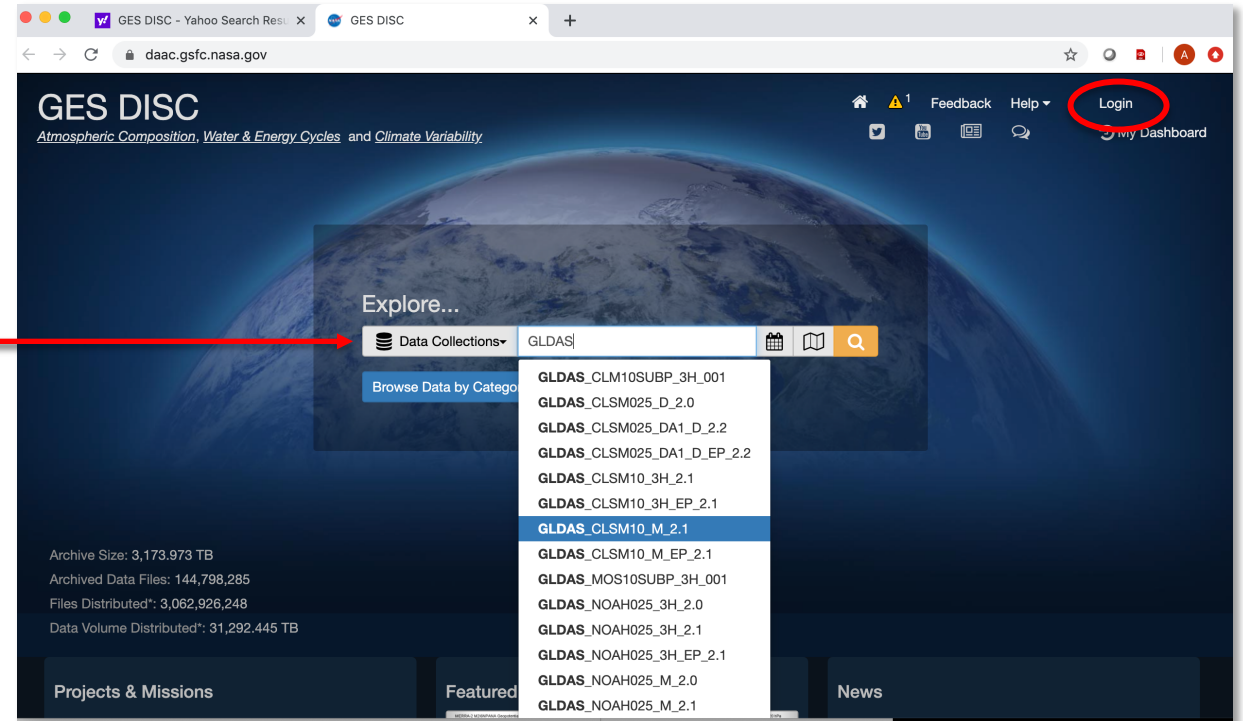 GES DISC - Yahoo Search Resu
GES DISC
daac.gsfc.nasa.gov
A
GES DISC
Atmospheric Composition, Water & Energy Cycles and Climate Variability
1 Feedback Help Login
My Dashboard
Explore...
Data Collections GLDAS
Browse Data by Catego
GLDAS_CLM10SUBP_3H_001
GLDAS_CLSM025_D_2.0
GLDAS_CLSM025_DA1_D_2.2
GLDAS_CLSM025_DA1_D_EP_2.2
GLDAS_CLSM10_3H_2.1
GLDAS_CLSM10_3H_EP_2.1
GLDAS_CLSM10_M_2.1
GLDAS_CLSM10_M_EP_2.1
GLDAS_MOS10SUBP_3H_001
GLDAS_NOAH025_3H_2.0
GLDAS_NOAH025_3H_2.1
GLDAS_NOAH025_3H_EP_2.1
GLDAS_NOAH025_M_2.0
GLDAS_NOAH025_M_2.1
Archive Size: 3,173.973 TB
Archived Data Files: 144,798,285
Files Distributed*: 3,062,926,248
Data Volume Distributed*: 31,292.445 TB
Projects & Missions
Featured
News